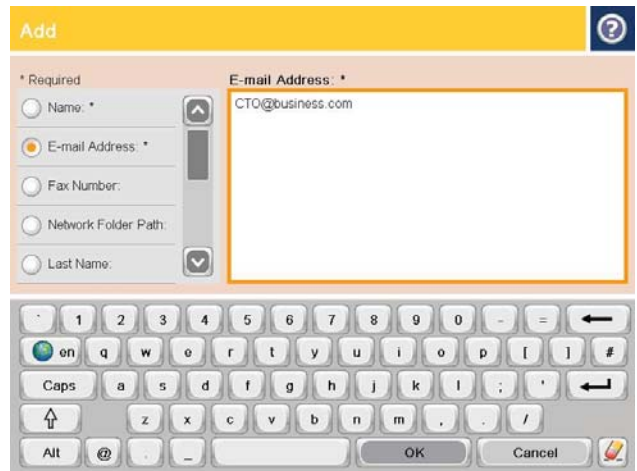 Add
?
* Required
Name: *
E-mail Address: *
Fax Number:
Network Folder Path:
Last Name:
E-mail Address: *
CTO@business.com
` 1 2 3 4 5 6 7 8 9 0 - =
en q w e r t y u i o p [ ] #
Caps a s d f g h j k l ; '
z x c v b n m , . /
Alt @ . _ OK Cancel